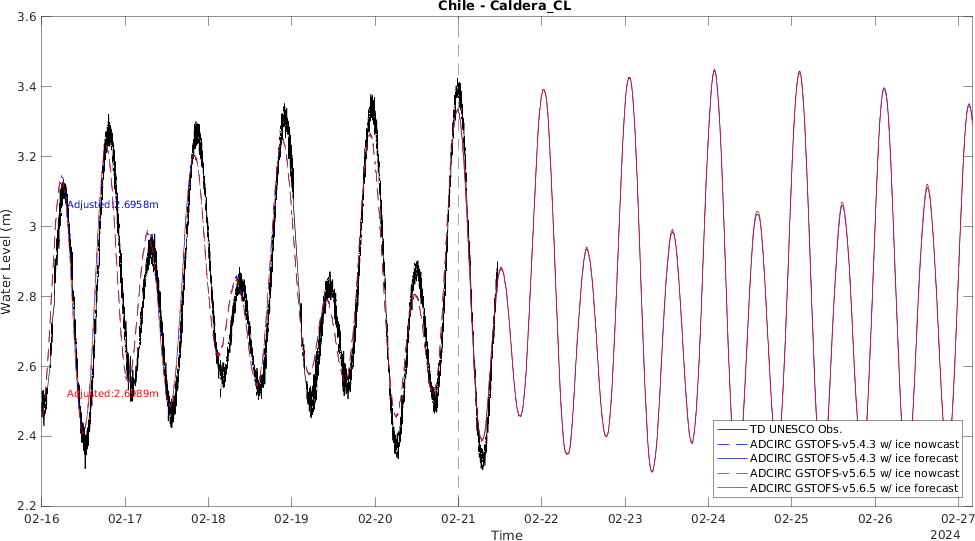 Chile - Caldera_CL
3.6
3.4
3.2
3
2.8
2.6
2.4
2.2
Water Level (m)
Adjusted:2.6958m
Adjusted:2.6989m
TD UNESCO Obs.
ADCIRC GSTOFS-v5.4.3 w/ ice nowcast
ADCIRC GSTOFS-v5.4.3 w/ ice forecast
ADCIRC GSTOFS-v5.6.5 w/ ice nowcast
ADCIRC GSTOFS-v5.6.5 w/ ice forecast
02-16 02-17 02-18 02-19 02-20 02-21 02-22 02-23 02-24 02-25 02-26 02-27
Time
2024